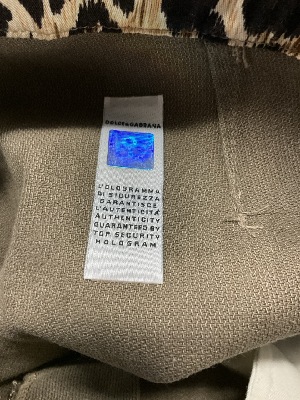 DOLCE&GABBANA
L'OLOGRAMMA
DI SICUREZZA
GARANTISCE
L'AUTENTICITÀ
AUTHENTICITY
GUARANTEED BY
TOP SECURITY
HOLOGRAM